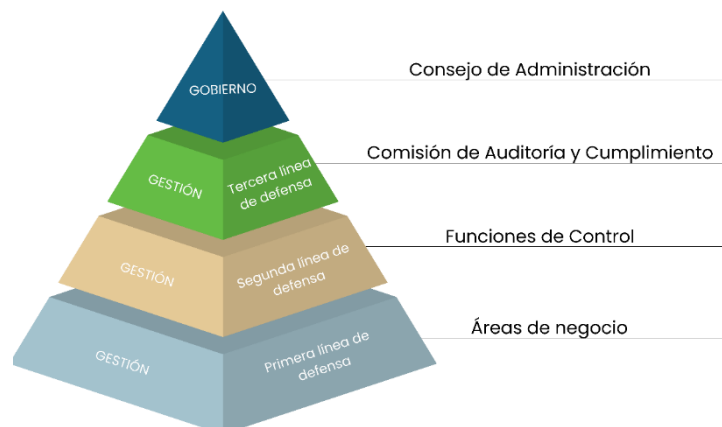 GOBIERNO
Consejo de Administración
GESTIÓN
Tercera línea
de defensa
Comisión de Auditoría y Cumplimiento
GESTIÓN
Segunda línea de
defensa
Funciones de Control
GESTIÓN
Primera línea de
defensa
Áreas de negocio